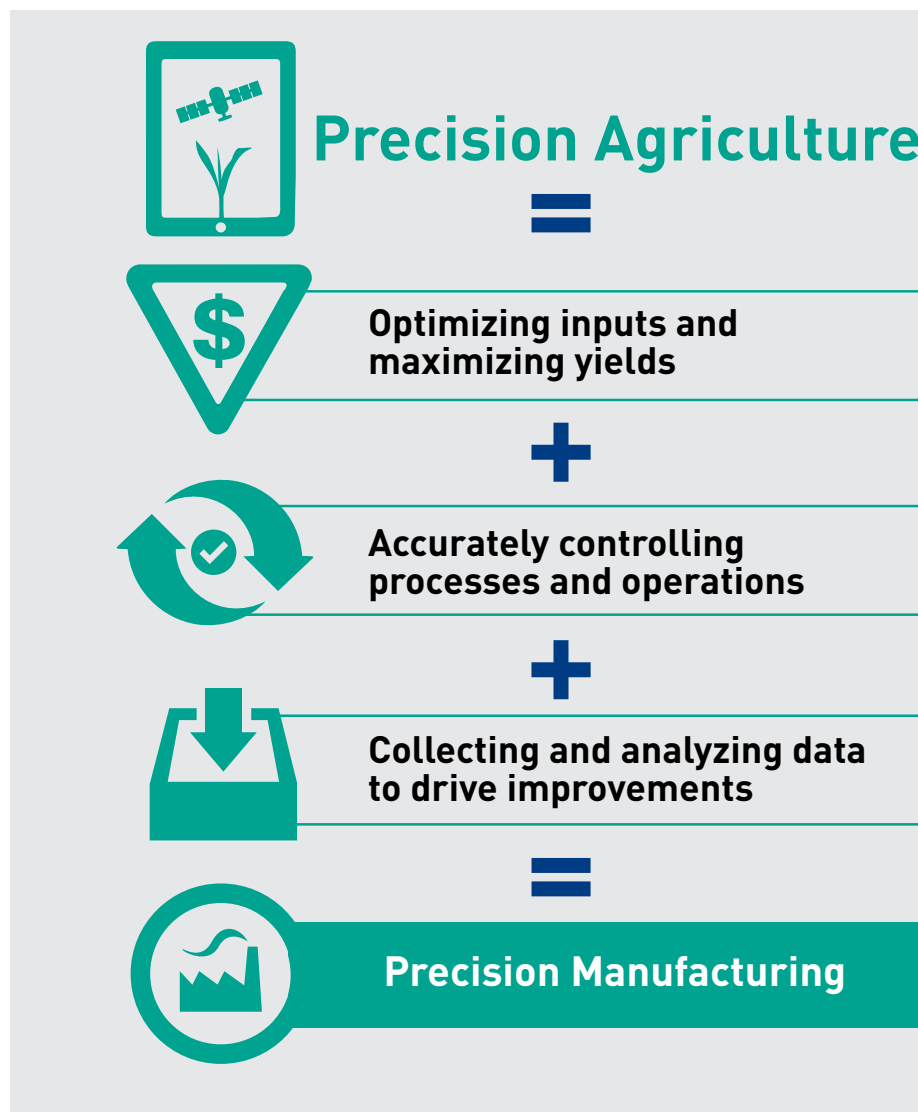 Precision Agriculture
=
$
Optimizing inputs and
maximizing yields
+
Accurately controlling
processes and operations
+
Collecting and analyzing data
to drive improvements
=
Precision Manufacturing